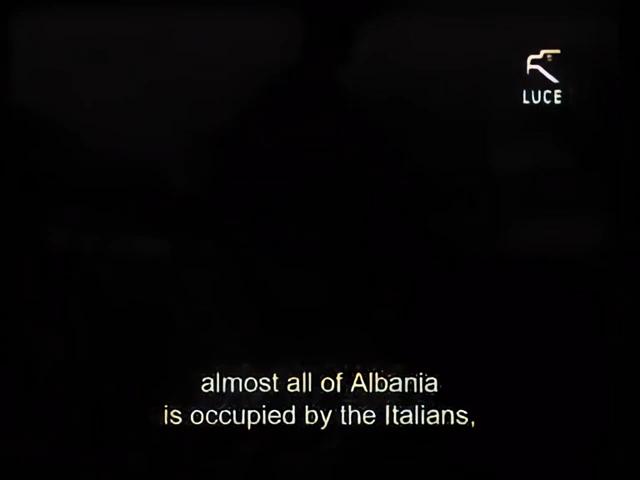 LUCE
almost all of Albania
is occupied by the Italians,